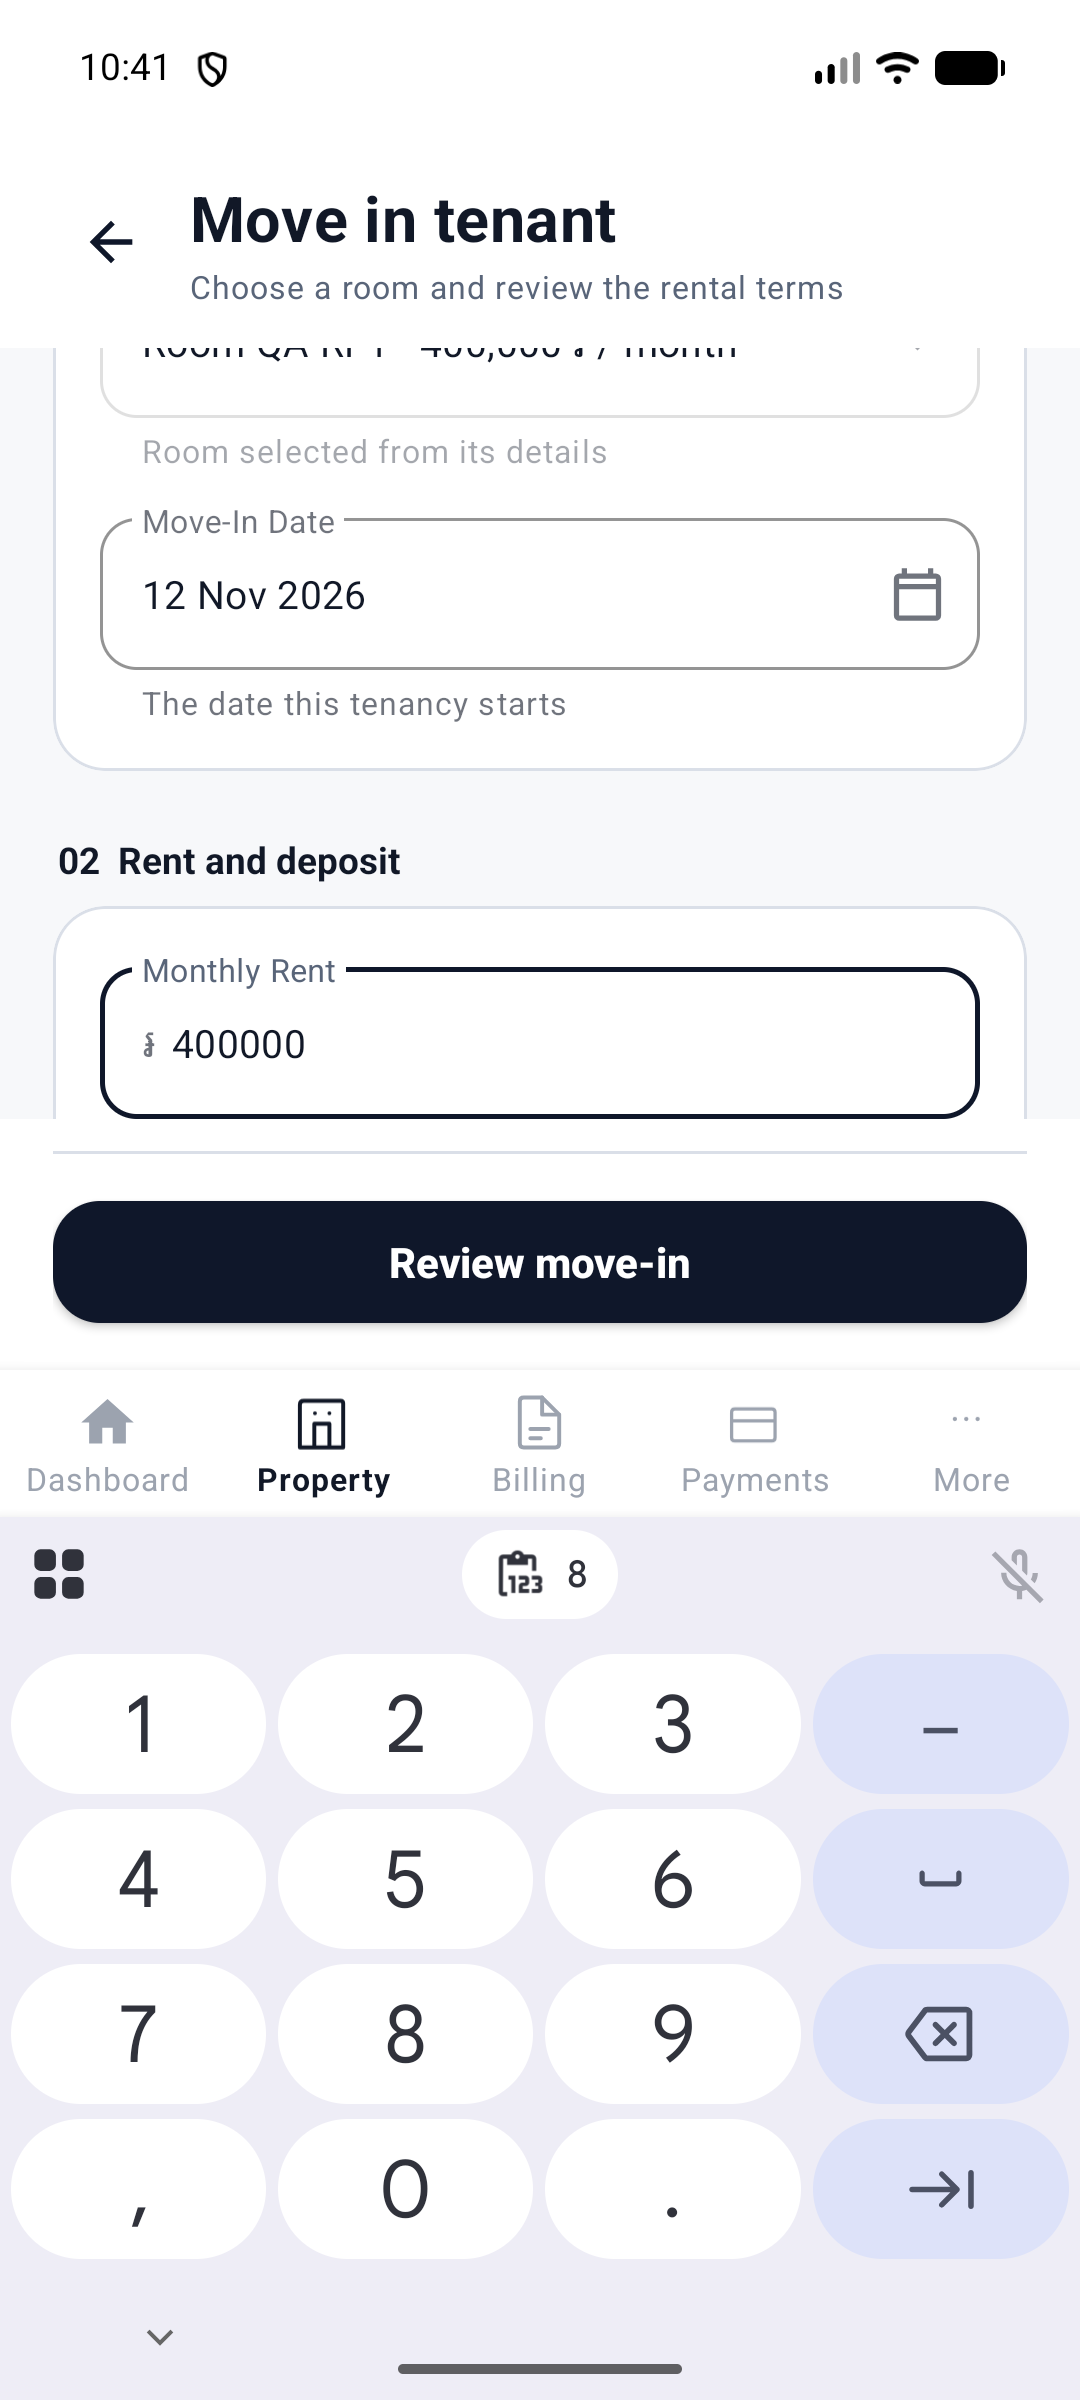 10:41
Move in tenant
Choose a room and review the rental terms
Room selected from its details
Move-In Date
12 Nov 2026
The date this tenancy starts
02 Rent and deposit
Monthly Rent
៛ 400000
Review move-in
Dashboard
Property
Billing
Payments
More
123 8
1 2 3 –
4 5 6
7 8 9
, 0 .